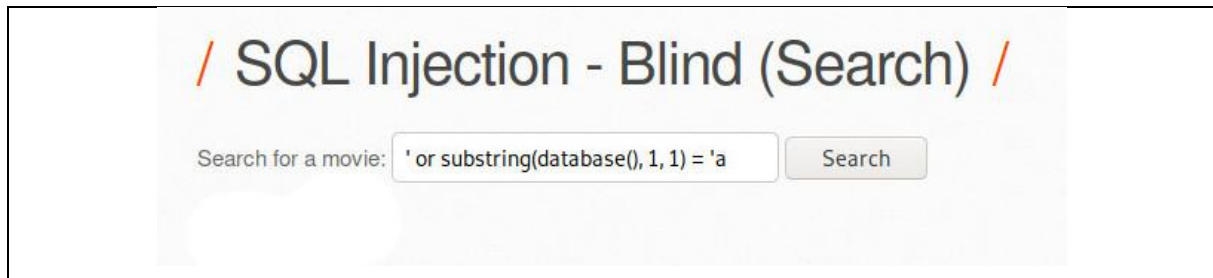 / SQL Injection - Blind (Search) /
Search for a movie: ' or substring(database(), 1, 1) = 'a Search